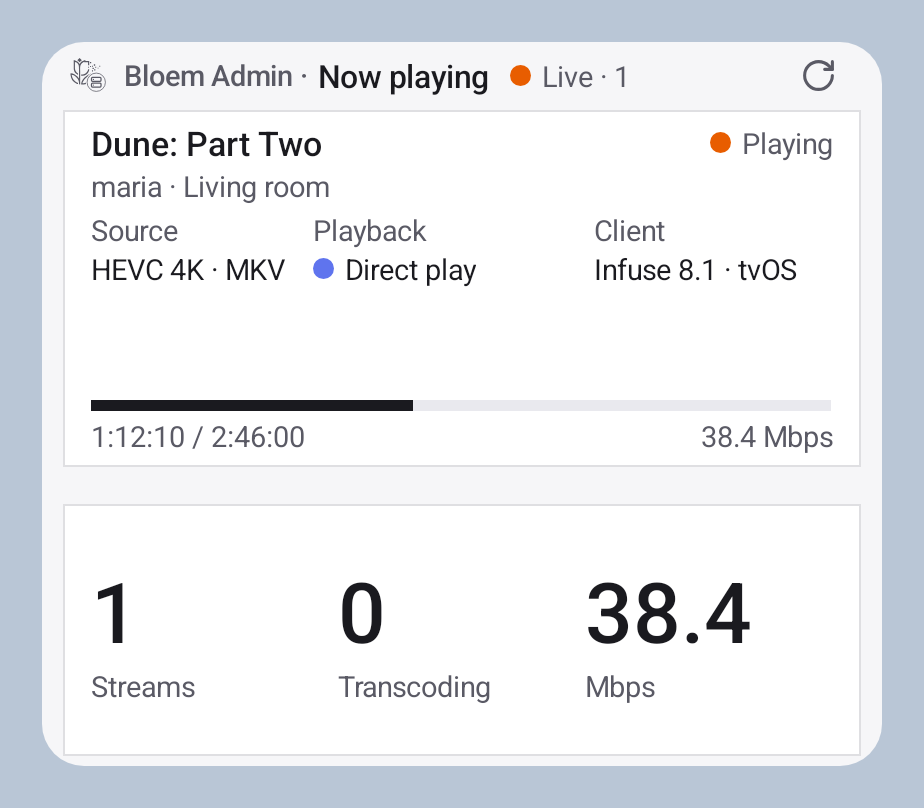 Bloem Admin · Now playing Live · 1
Dune: Part Two Playing
maria · Living room
Source Playback Client
HEVC 4K · MKV Direct play Infuse 8.1 · tvOS
1:12:10 / 2:46:00 38.4 Mbps
1 0 38.4
Streams Transcoding Mbps